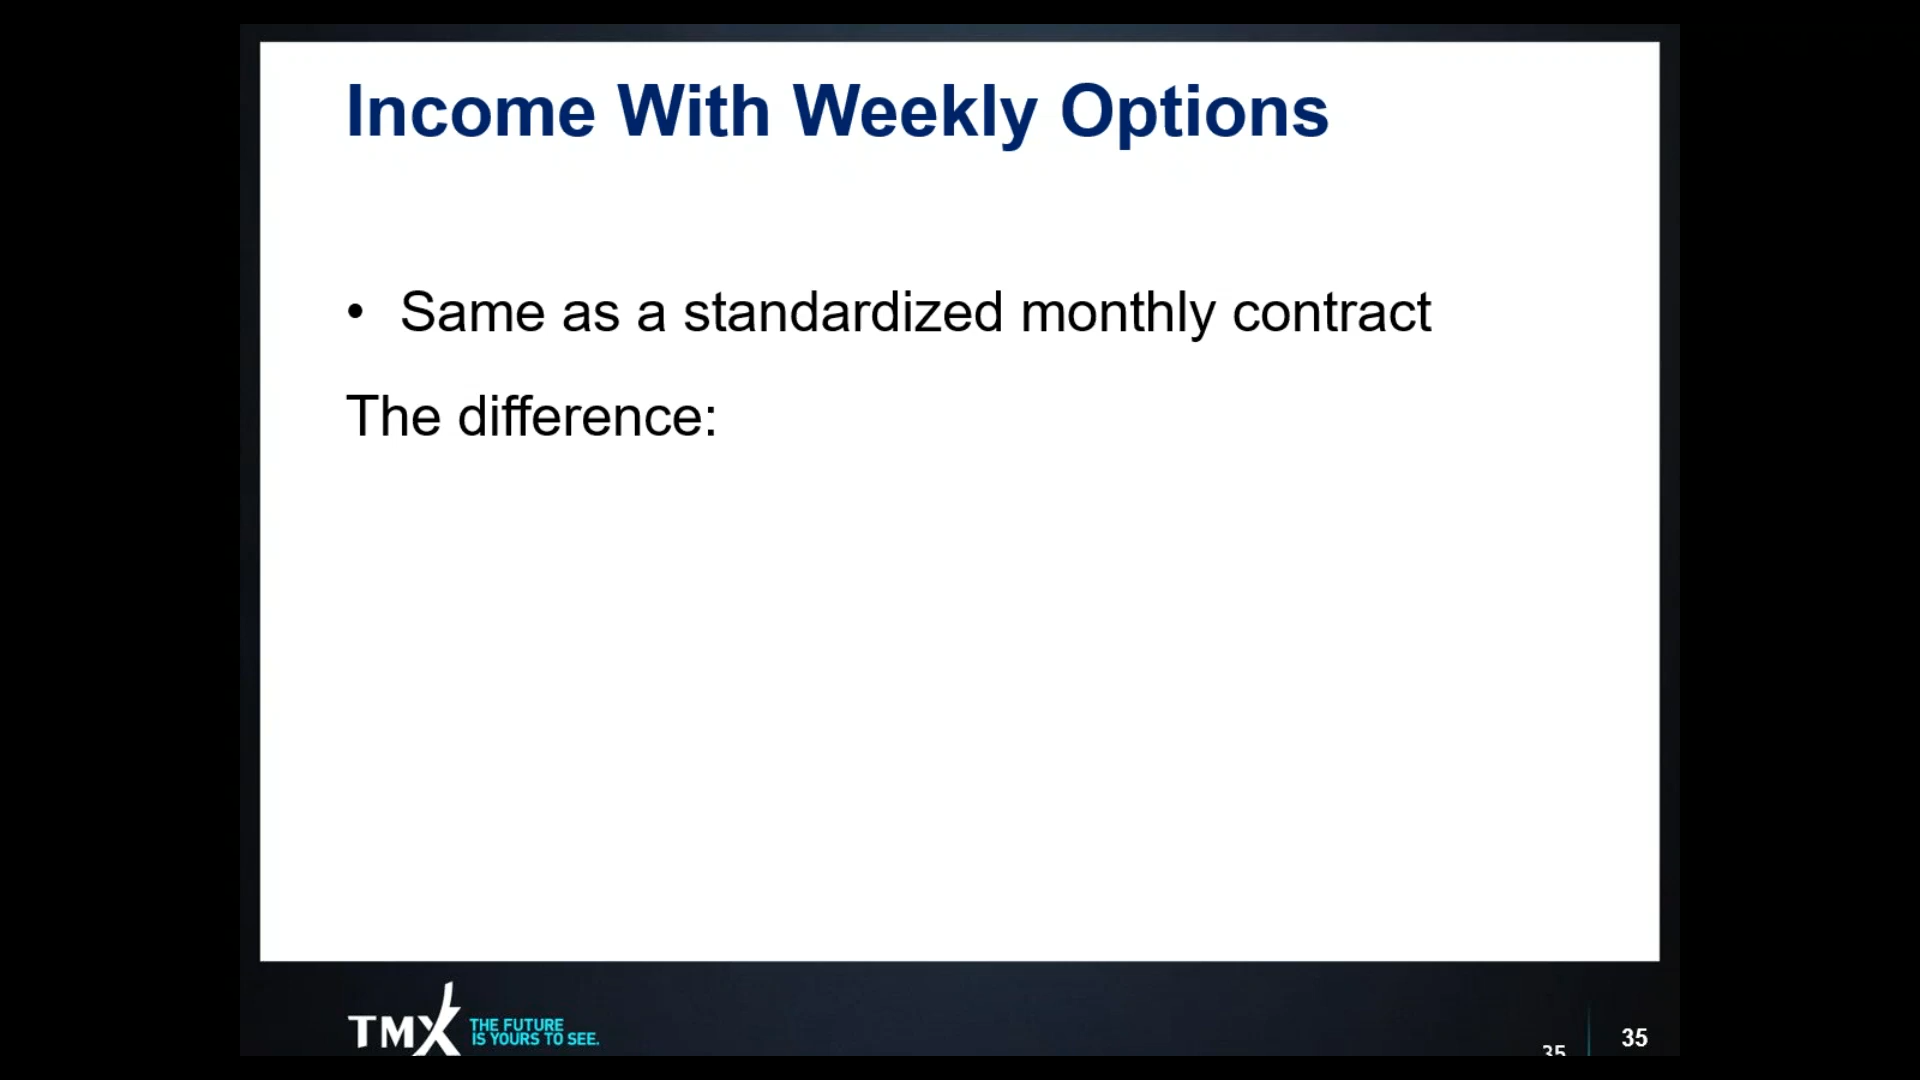 Income With Weekly Options
• Same as a standardized monthly contract
The difference:
TMX THE FUTURE
IS YOURS TO SEE.
35
35